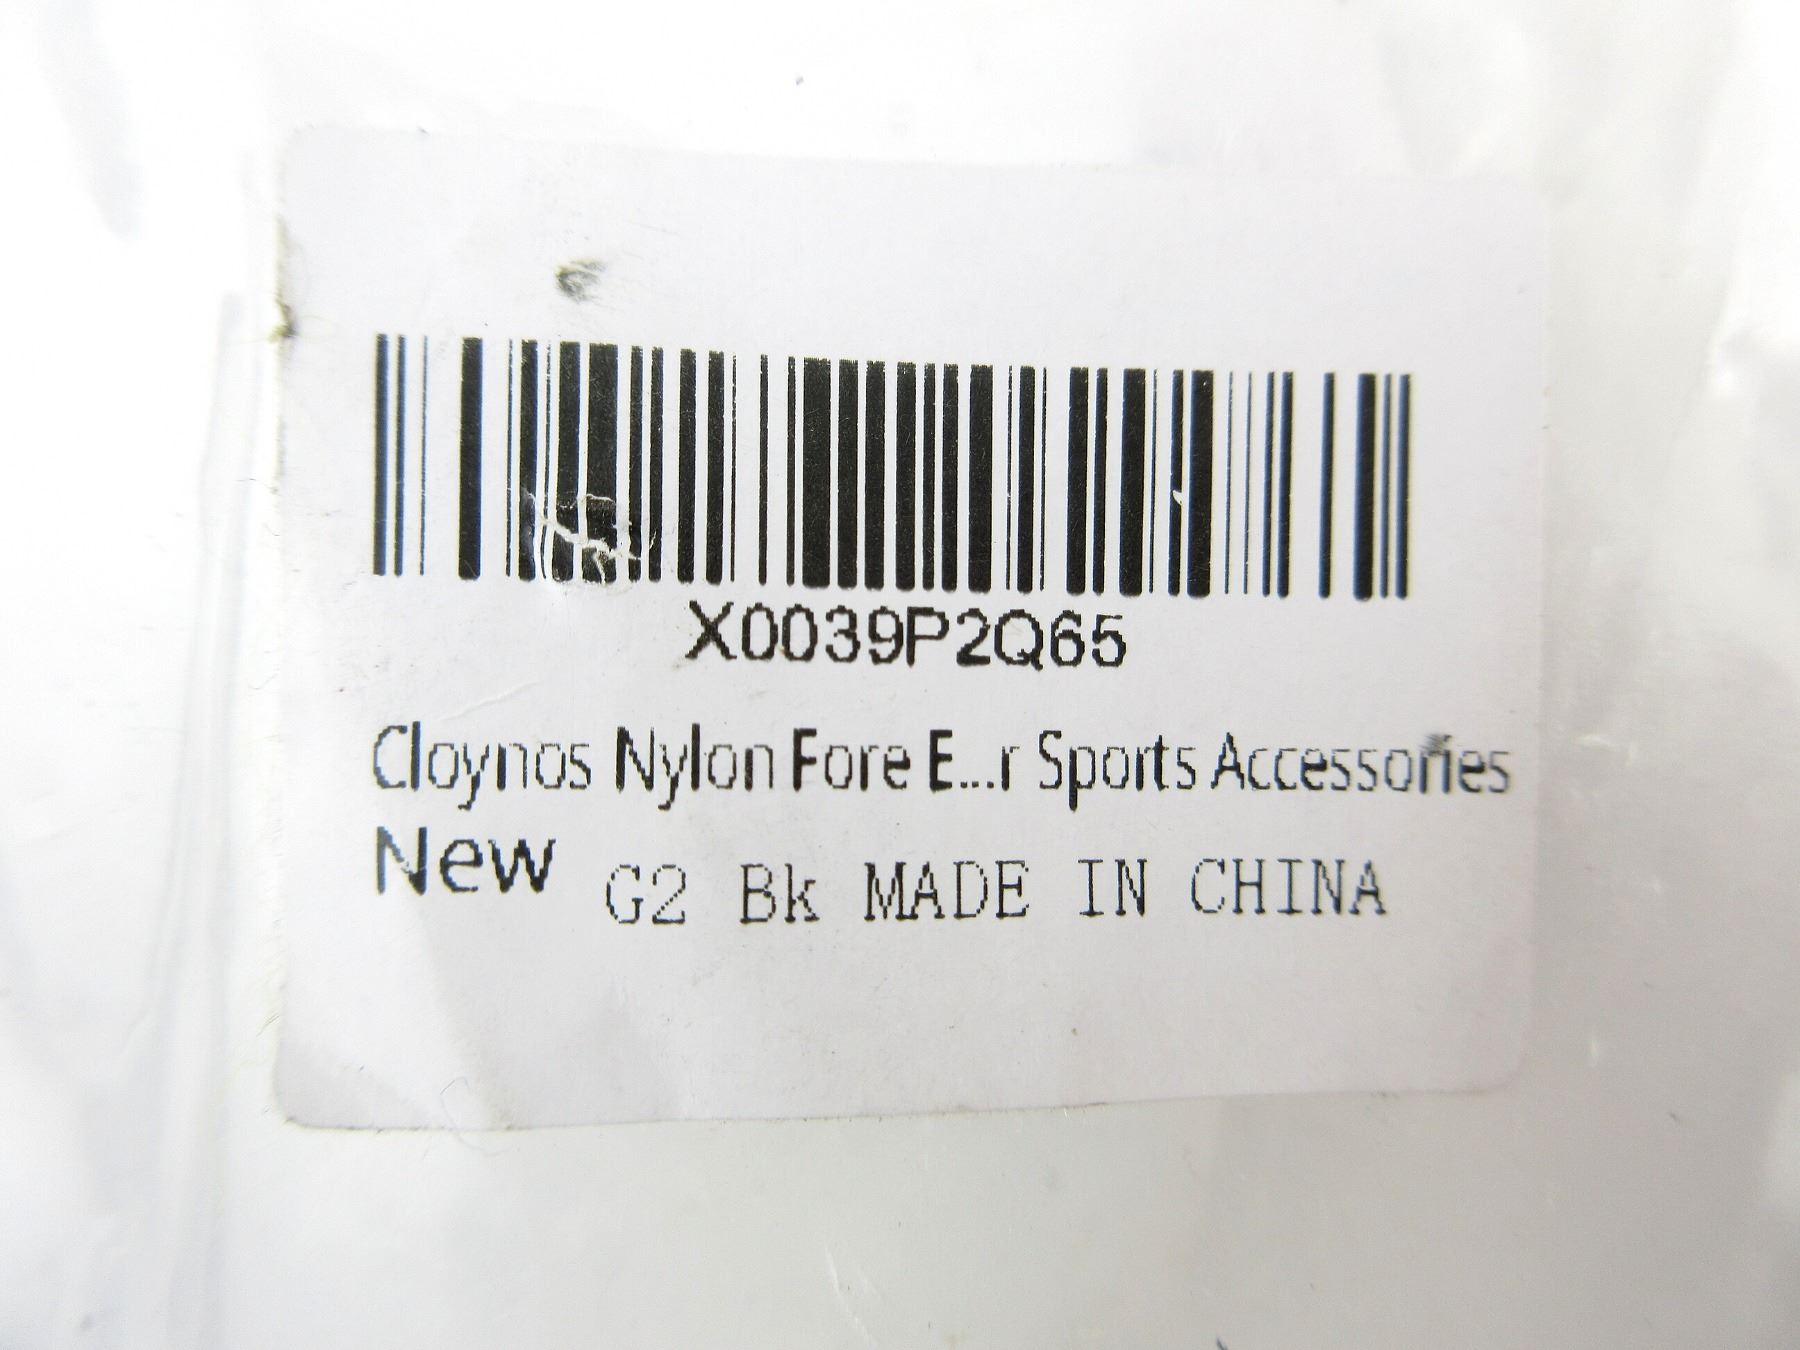 X0039P2Q65
Cloynos Nylon Fore E...r Sports Accessories
New G2 Bk MADE IN CHINA